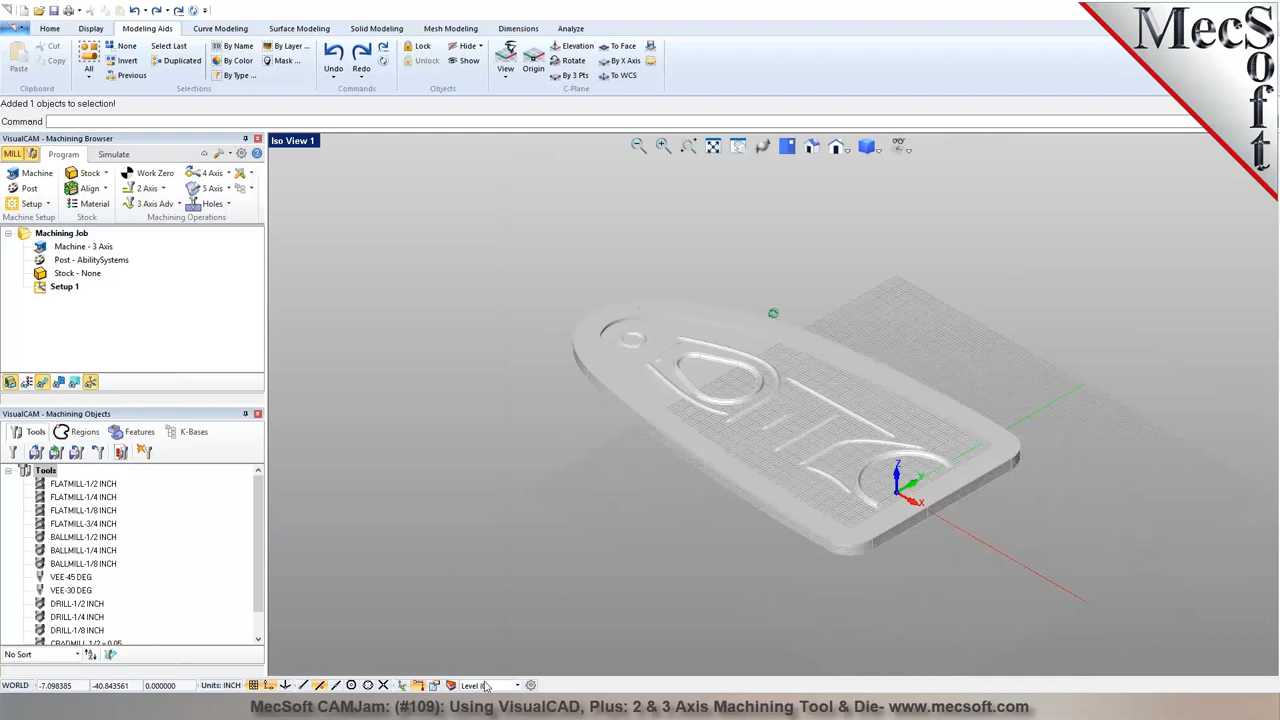 Home Display Modeling Aids Curve Modeling Surface Modeling Solid Modeling Mesh Modeling Dimensions Analyze
Paste Cut Copy
Clipboard
All None Invert Previous Select Last Duplicated By Name By Color By Type ... By Layer ... Mask ...
Selections
Undo Redo
Commands
Lock Unlock Hide Show
Objects
View Origin Elevation Rotate By 3 Pts To Face By X Axis To WCS
C-Plane
MecSoft
Added 1 objects to selection!
Command
VisualCAM - Machining Browser
MILL Program Simulate
Machine Stock Work Zero 4 Axis
Post Align 2 Axis 5 Axis
Setup Material 3 Axis Adv Holes
Machine Setup Stock Machining Operations
Machining Job
Machine - 3 Axis
Post - AbilitySystems
Stock - None
Setup 1
Iso View 1
Z
Y
X
VisualCAM - Machining Objects
Tools Regions Features K-Bases
Tools
FLATMILL-1/2 INCH
FLATMILL-1/4 INCH
FLATMILL-1/8 INCH
FLATMILL-3/4 INCH
BALLMILL-1/2 INCH
BALLMILL-1/4 INCH
BALLMILL-1/8 INCH
VEE-45 DEG
VEE-30 DEG
DRILL-1/2 INCH
DRILL-1/4 INCH
DRILL-1/8 INCH
No Sort
WORLD -7.098385 -40.843561 0.000000 Units: INCH Level
MecSoft CAMJam: (#109): Using VisualCAD, Plus: 2 & 3 Axis Machining Tool & Die- www.mecsoft.com